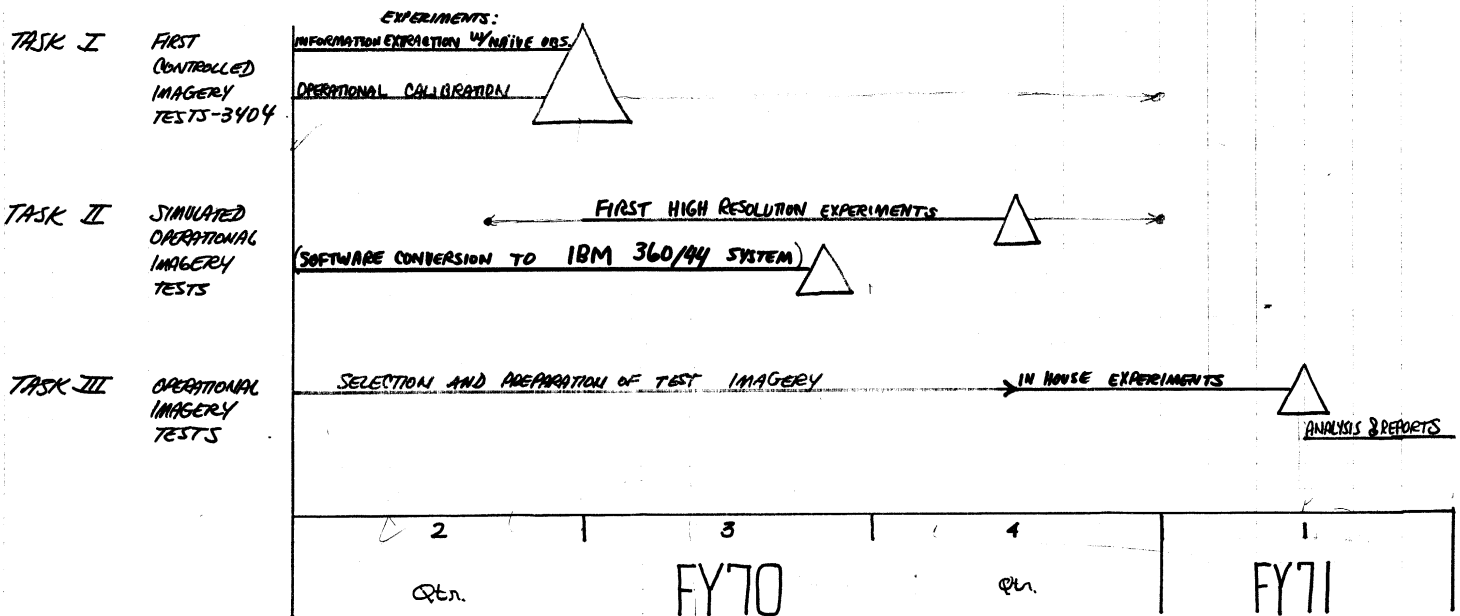 EXPERIMENTS:
TASK I FIRST CONTROLLED IMAGERY TESTS-3404
INFORMATION EXTRACTION W/NAIVE OBS.
OPERATIONAL CALIBRATION
TASK II SIMULATED OPERATIONAL IMAGERY TESTS
FIRST HIGH RESOLUTION EXPERIMENTS
(SOFTWARE CONVERSION TO IBM 360/44 SYSTEM)
TASK III OPERATIONAL IMAGERY TESTS
SELECTION AND PREPARATION OF TEST IMAGERY
IN HOUSE EXPERIMENTS
ANALYSIS & REPORTS
2 3 4 1
Qtr. FY70 Qtr. FY71